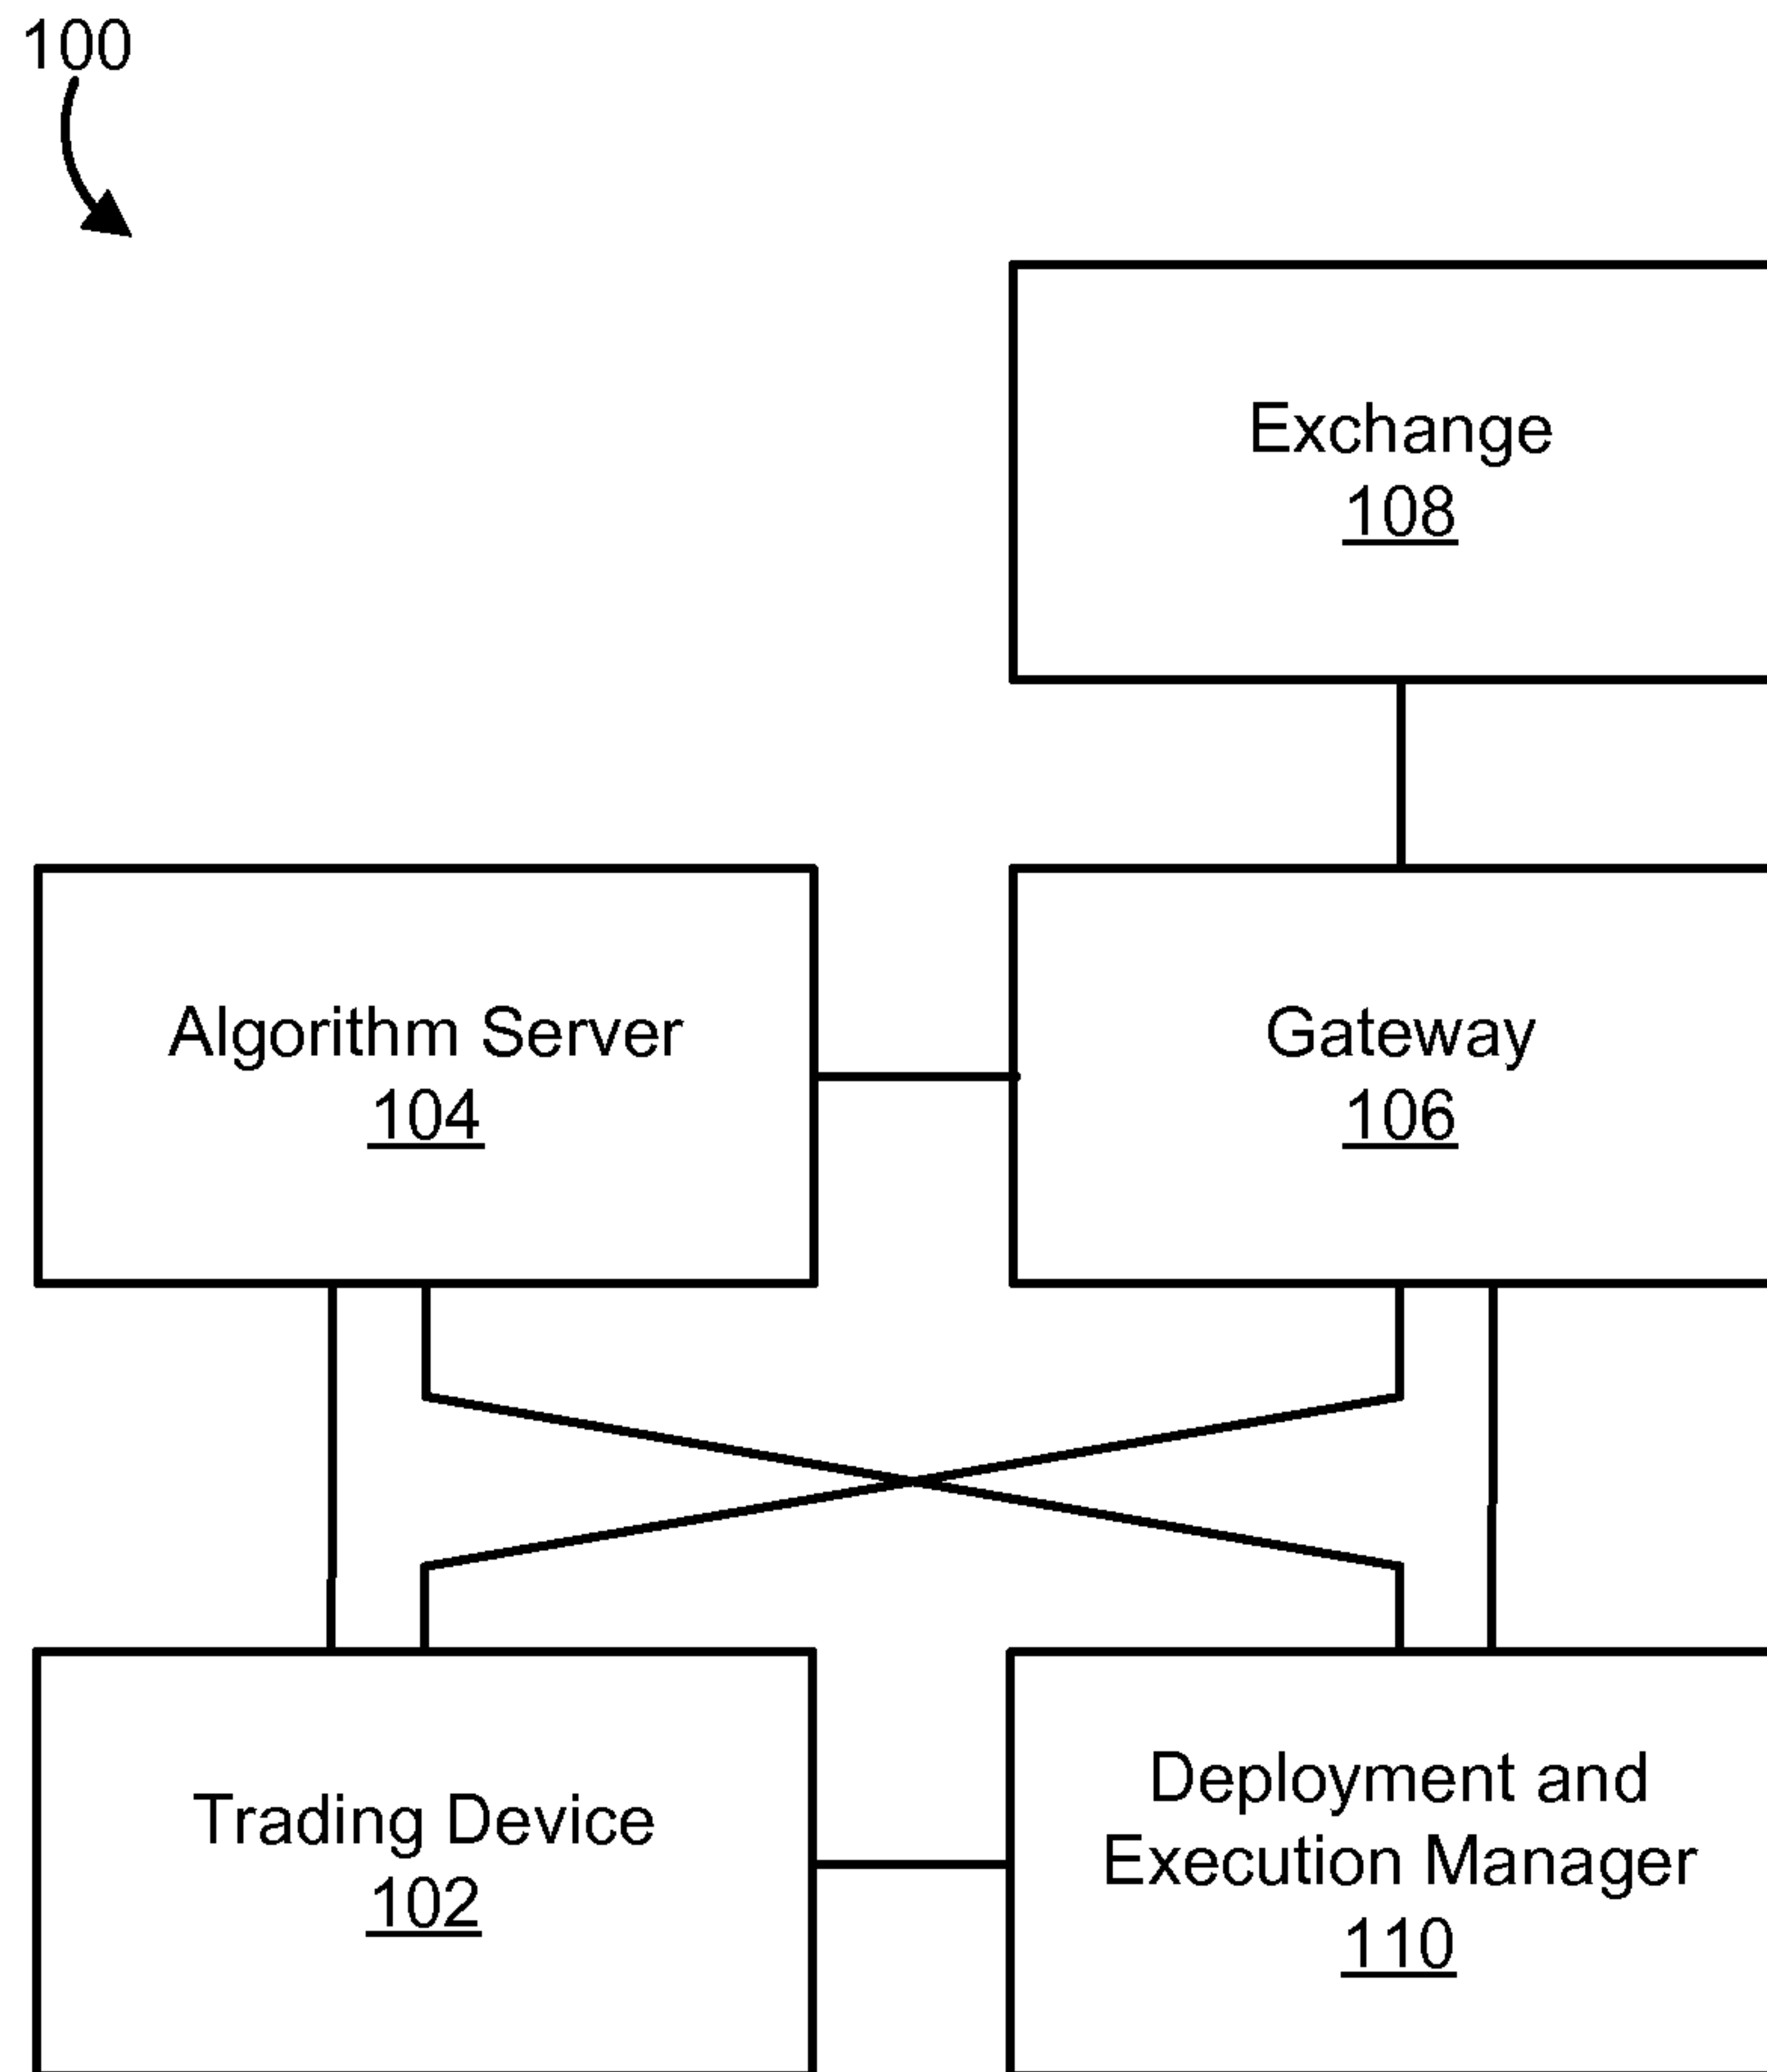 100
Exchange
108
Algorithm Server
104
Gateway
106
Trading Device
102
Deployment and
Execution Manager
110